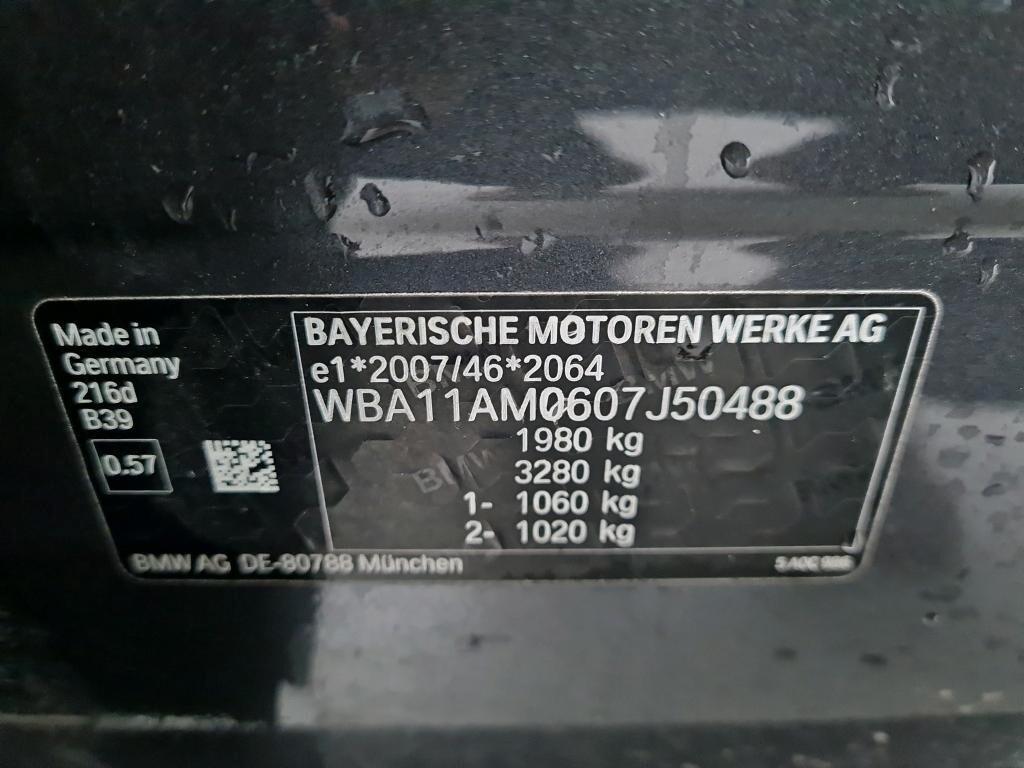 Made in
Germany
216d
B39
0.57
BAYERISCHE MOTOREN WERKE AG
e1*2007/46*2064
WBA11AM0607J50488
1980 kg
3280 kg
1- 1060 kg
2- 1020 kg
BMW AG DE-80788 München